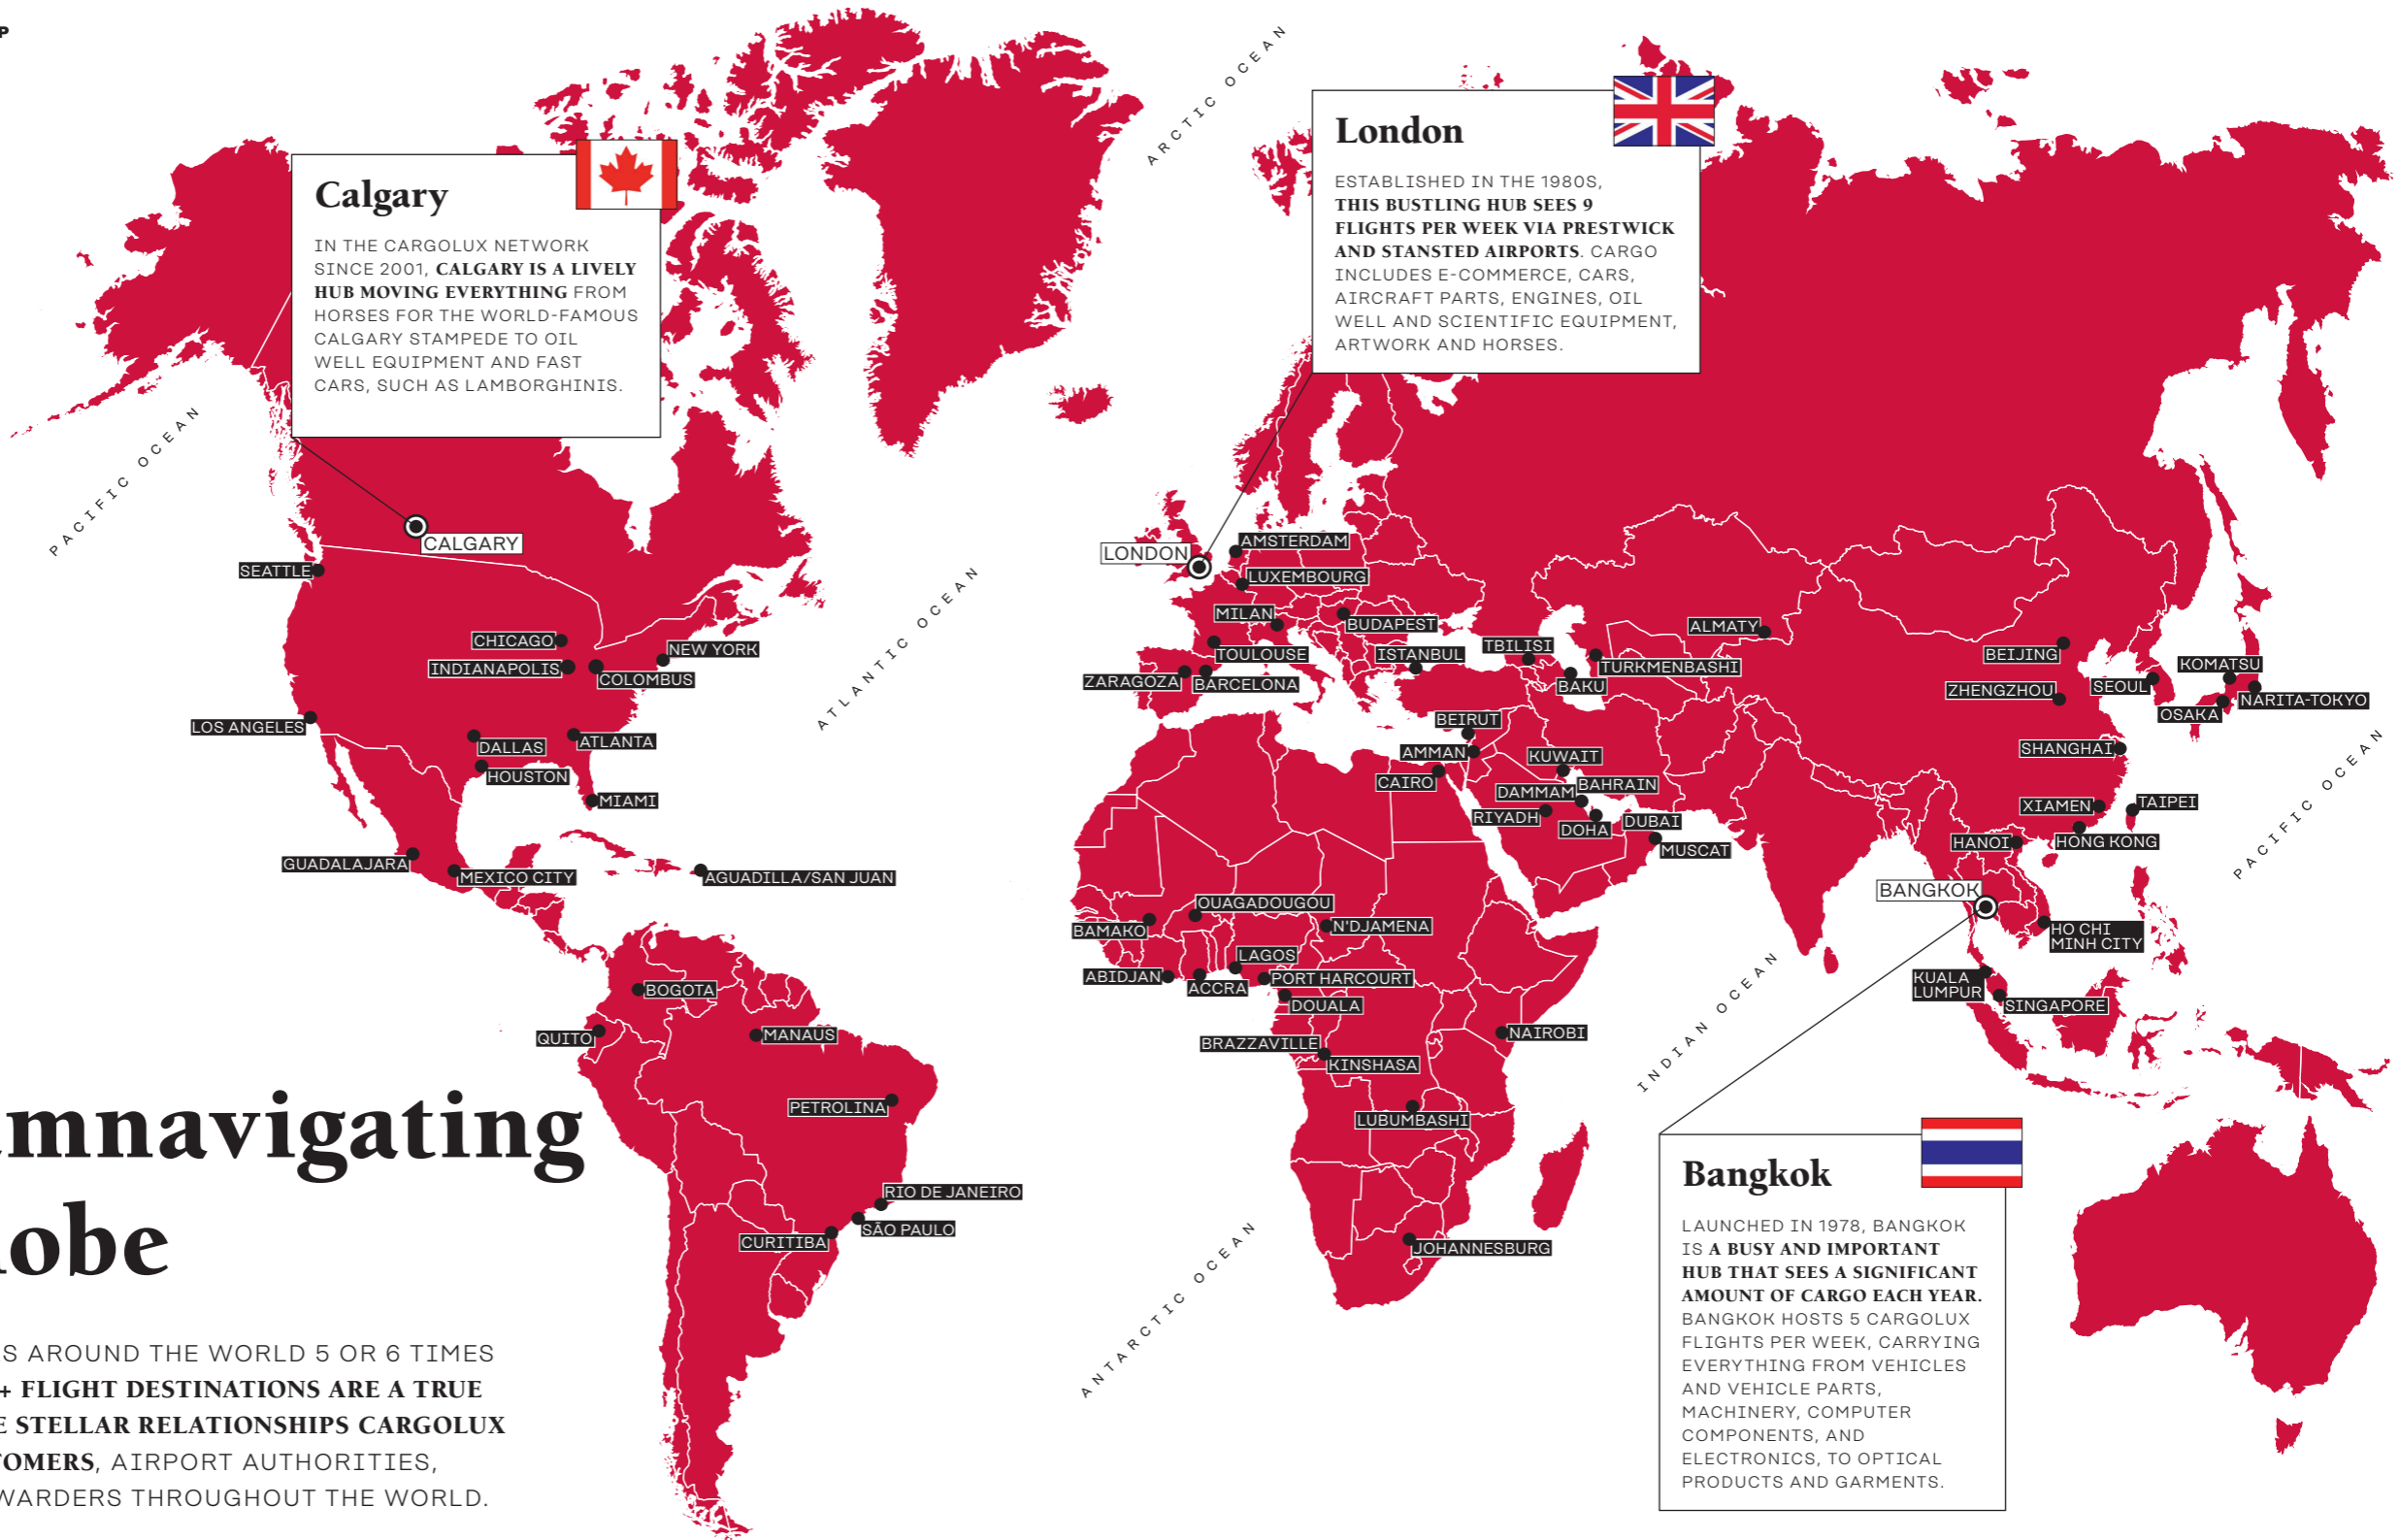 P
ARCTIC OCEAN
Calgary
IN THE CARGOLUX NETWORK
SINCE 2001, CALGARY IS A LIVELY
HUB MOVING EVERYTHING FROM
HORSES FOR THE WORLD-FAMOUS
CALGARY STAMPEDE TO OIL
WELL EQUIPMENT AND FAST
CARS, SUCH AS LAMBORGHINIS.
London
ESTABLISHED IN THE 1980S,
THIS BUSTLING HUB SEES 9
FLIGHTS PER WEEK VIA PRESTWICK
AND STANSTED AIRPORTS. CARGO
INCLUDES E-COMMERCE, CARS,
AIRCRAFT PARTS, ENGINES, OIL
WELL AND SCIENTIFIC EQUIPMENT,
ARTWORK AND HORSES.
PACIFIC OCEAN
CALGARY
SEATTLE
CHICAGO
NEW YORK
INDIANAPOLIS
COLOMBUS
LOS ANGELES
DALLAS
ATLANTA
HOUSTON
MIAMI
GUADALAJARA
MEXICO CITY
AGUADILLA/SAN JUAN
ATLANTIC OCEAN
BOGOTA
QUITO
MANAUS
PETROLINA
RIO DE JANEIRO
SÃO PAULO
CURITIBA
LONDON
AMSTERDAM
LUXEMBOURG
MILAN
BUDAPEST
TOULOUSE
ISTANBUL
ZARAGOZA
BARCELONA
TBILISI
TURKMENBASHI
BAKU
ALMATY
BEIRUT
AMMAN
CAIRO
KUWAIT
DAMMAM
BAHRAIN
RIYADH
DOHA
DUBAI
MUSCAT
OUAGADOUGOU
BAMAKO
N'DJAMENA
LAGOS
ABIDJAN
ACCRA
PORT HARCOURT
DOUALA
BRAZZAVILLE
KINSHASA
NAIROBI
LUBUMBASHI
JOHANNESBURG
ANTARCTIC OCEAN
INDIAN OCEAN
BEIJING
ZHENGZHOU
SEOUL
KOMATSU
NARITA-TOKYO
OSAKA
SHANGHAI
XIAMEN
TAIPEI
HANOI
HONG KONG
PACIFIC OCEAN
BANGKOK
HO CHI
MINH CITY
KUALA
LUMPUR
SINGAPORE
Bangkok
LAUNCHED IN 1978, BANGKOK
IS A BUSY AND IMPORTANT
HUB THAT SEES A SIGNIFICANT
AMOUNT OF CARGO EACH YEAR.
BANGKOK HOSTS 5 CARGOLUX
FLIGHTS PER WEEK, CARRYING
EVERYTHING FROM VEHICLES
AND VEHICLE PARTS,
MACHINERY, COMPUTER
COMPONENTS, AND
ELECTRONICS, TO OPTICAL
PRODUCTS AND GARMENTS.
mnavigating
obe
S AROUND THE WORLD 5 OR 6 TIMES
+ FLIGHT DESTINATIONS ARE A TRUE
E STELLAR RELATIONSHIPS CARGOLUX
TOMERS, AIRPORT AUTHORITIES,
WARDERS THROUGHOUT THE WORLD.